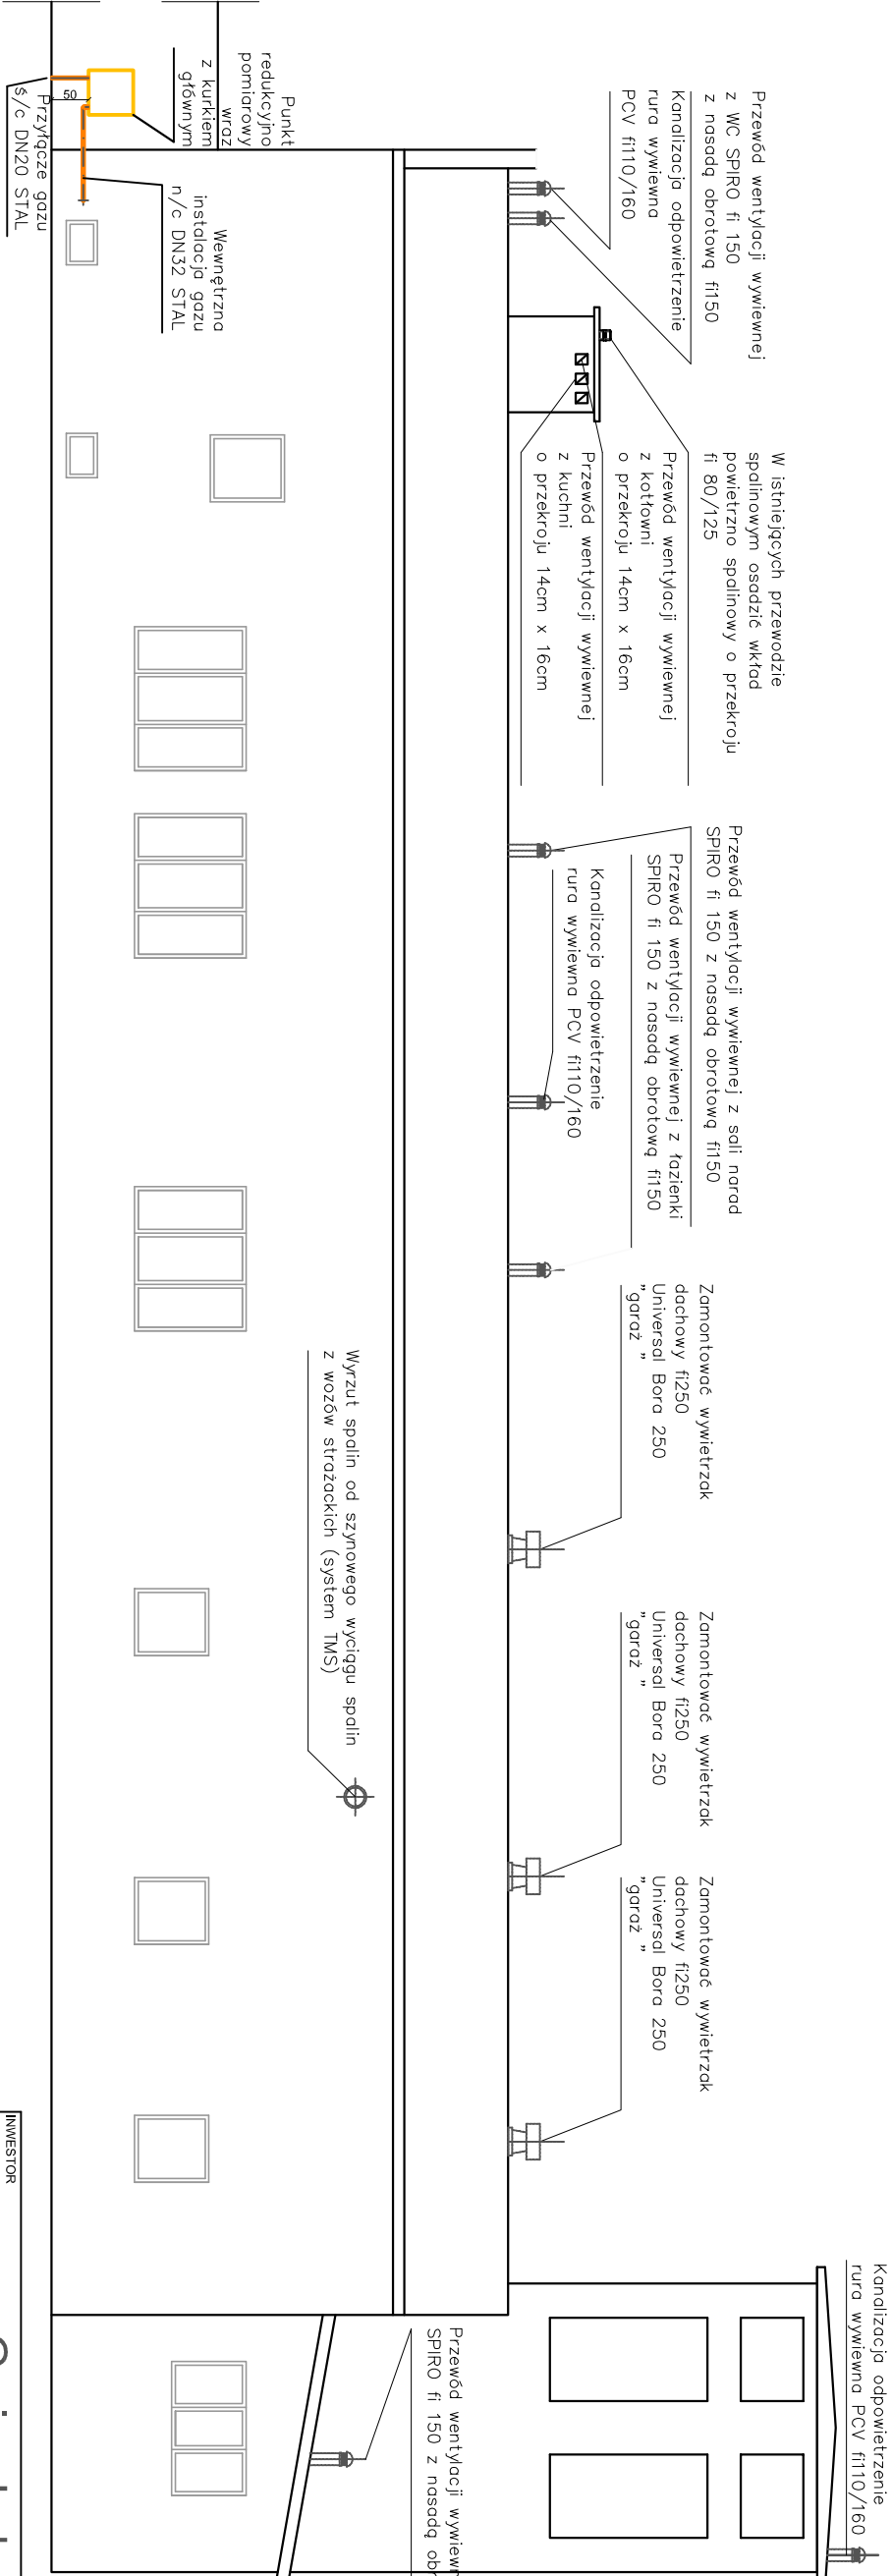 Przewód wentylacji wywiewnej
z WC SPIRO fi 150
z nasadą obrotową fi150
Kanalizacja odpowietrzenie
rura wywiewna
PCV fi110/160
W istniejących przewodzie
spalinowym osadzić wkład
powietrzno spalinowy o przekroju
fi 80/125
Przewód wentylacji wywiewnej
z kotłowni
o przekroju 14cm x 16cm
Przewód wentylacji wywiewnej
z kuchni
o przekroju 14cm x 16cm
Przewód wentylacji wywiewnej z sali narad
SPIRO fi 150 z nasadą obrotową fi150
Przewód wentylacji wywiewnej z łazienki
SPIRO fi 150 z nasadą obrotową fi150
Kanalizacja odpowietrzenie
rura wywiewna PCV fi110/160
Zamontować wywietrzak
dachowy fi250
Universal Bora 250
" garaż "
Zamontować wywietrzak
dachowy fi250
Universal Bora 250
" garaż "
Zamontować wywietrzak
dachowy fi250
Universal Bora 250
" garaż "
Kanalizacja odpowietrzenie
rura wywiewna PCV fi110/160
Przewód wentylacji
SPIRO fi 150 z nasadą
Wyrzut spalin od szynowego wyciągu spalin
z wozów strażackich (system TMS)
Punkt
redukcyjno
pomiarowy
wraz
z kurkiem
głównym
Wewnętrzna
instalacja gazu
n/c DN32 STAL
50
Przyłącze gazu
ś/c DN20 STAL
INWESTOR